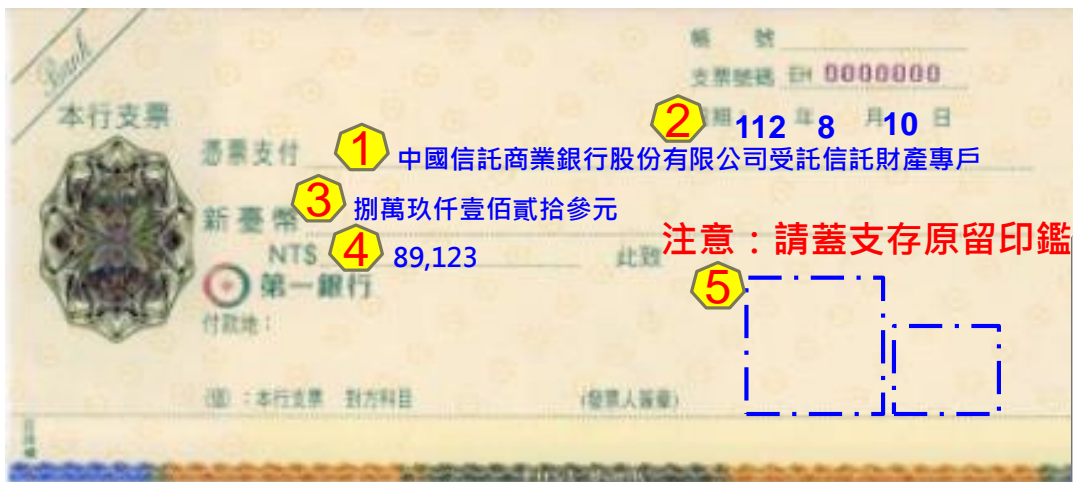 Bank
帳 號
支票號碼 EH 0000000
本行支票
2 日期：112 年 8 月 10 日
憑票支付 1 中國信託商業銀行股份有限公司受託信託財產專戶
新臺幣 3 捌萬玖仟壹佰貳拾參元
NT$ 4 89,123 此致 注意：請蓋支存原留印鑑
第一銀行 5
付款地：
：本行支票 對方科目 (發票人簽章)